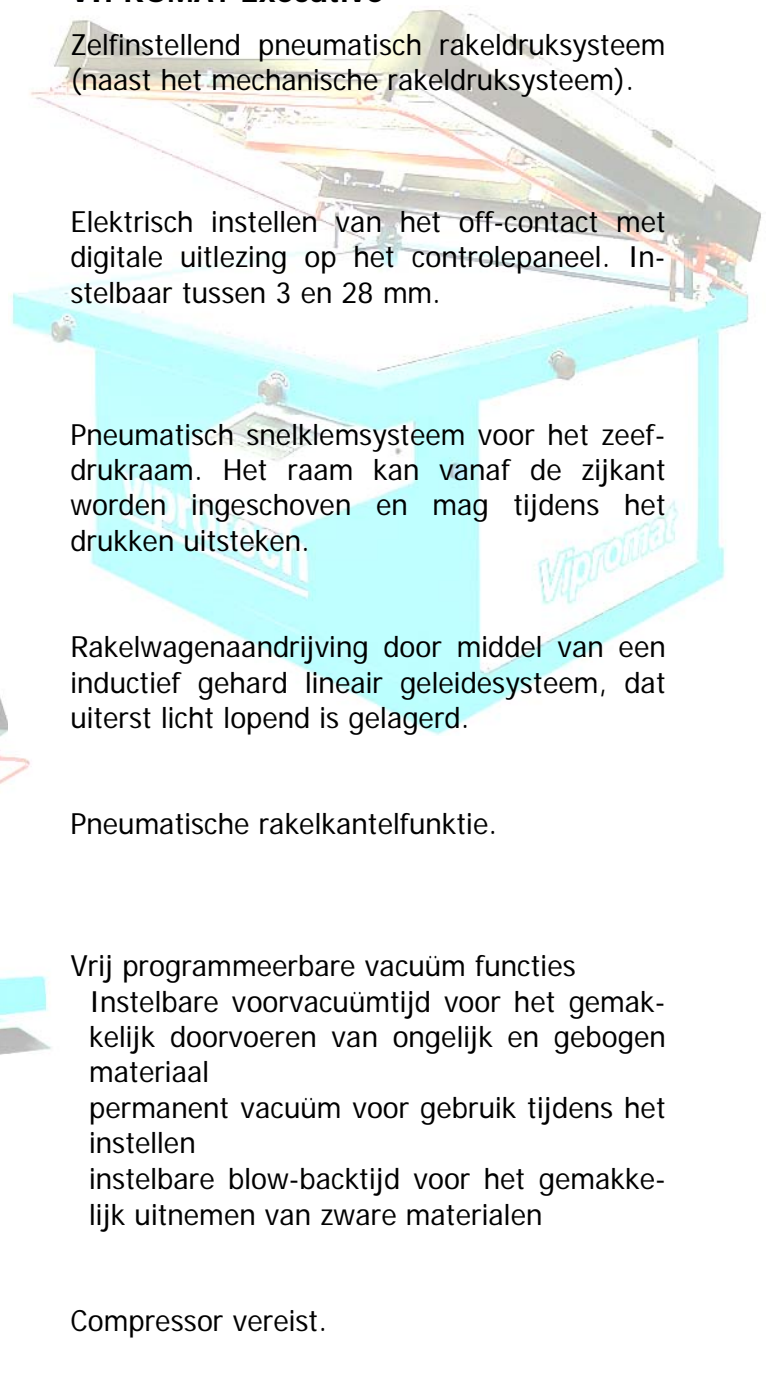 VIPROMAT Executive
Zelfinstellend pneumatisch rakeldruksysteem
(naast het mechanische rakeldruksysteem).
Elektrisch instellen van het off-contact met
digitale uitlezing op het controlepaneel. In-
stelbaar tussen 3 en 28 mm.
Pneumatisch snelklemsysteem voor het zeef-
drukraam. Het raam kan vanaf de zijkant
worden ingeschoven en mag tijdens het
drukken uitsteken.
Viprotech
Vipromat
Rakelwagenaandrijving door middel van een
inductief gehard lineair geleidesysteem, dat
uiterst licht lopend is gelagerd.
Pneumatische rakelkantelfunktie.
Vrij programmeerbare vacuüm functies
Instelbare voorvacuümtijd voor het gemak-
kelijk doorvoeren van ongelijk en gebogen
materiaal
permanent vacuüm voor gebruik tijdens het
instellen
instelbare blow-backtijd voor het gemakke-
lijk uitnemen van zware materialen
Compressor vereist.